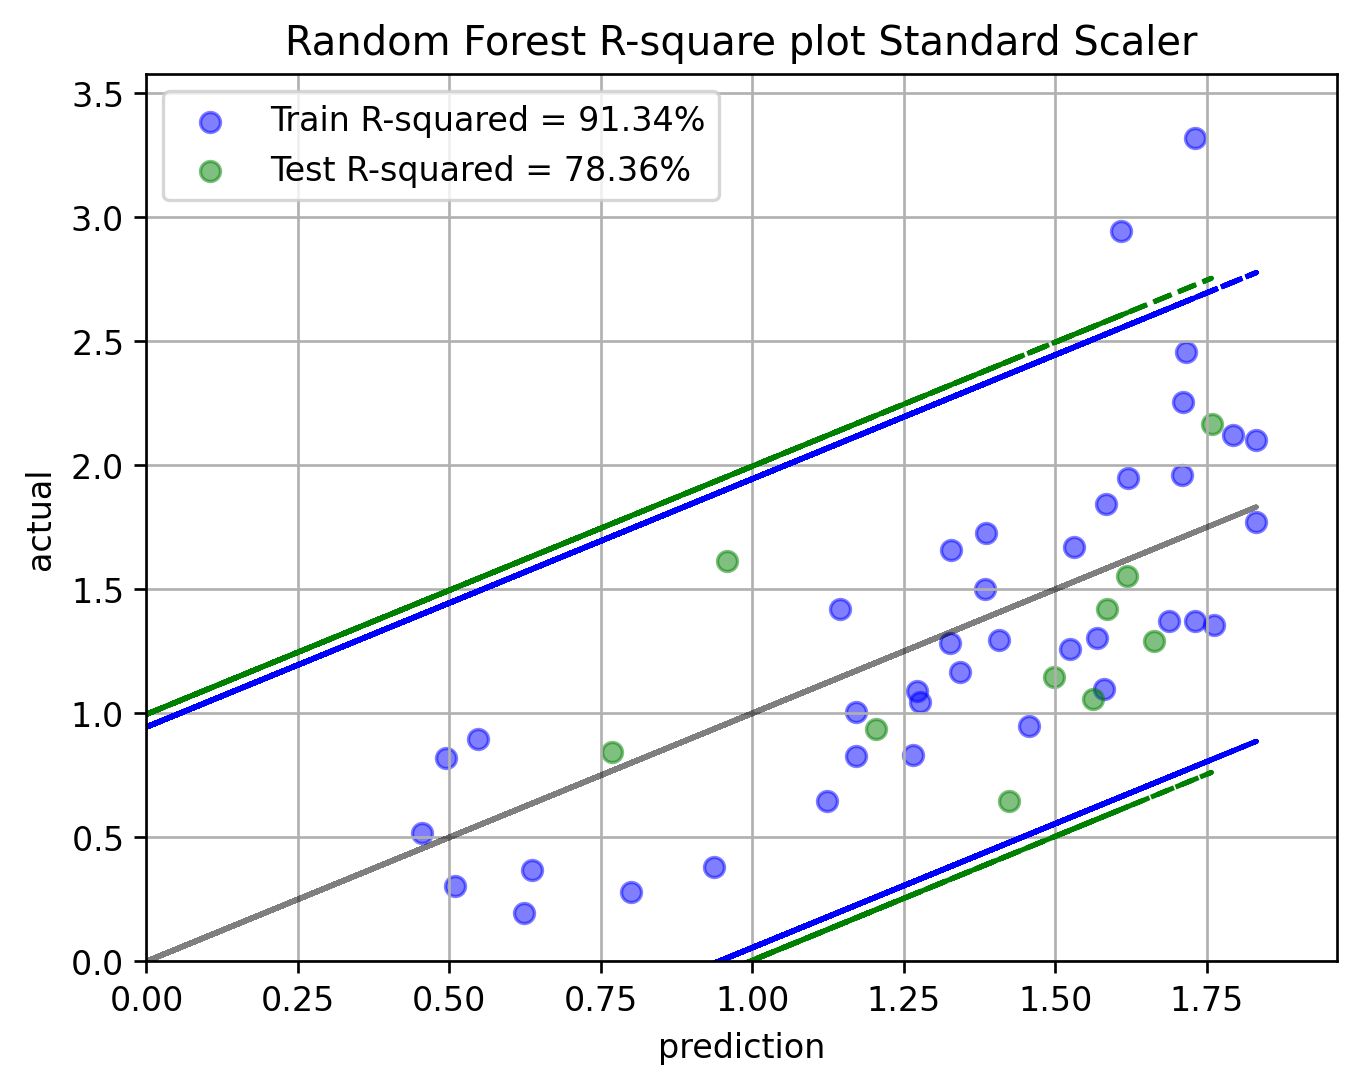 Random Forest R-square plot Standard Scaler
Train R-squared = 91.34%
Test R-squared = 78.36%
actual
3.5
3.0
2.5
2.0
1.5
1.0
0.5
0.0
0.00 0.25 0.50 0.75 1.00 1.25 1.50 1.75
prediction